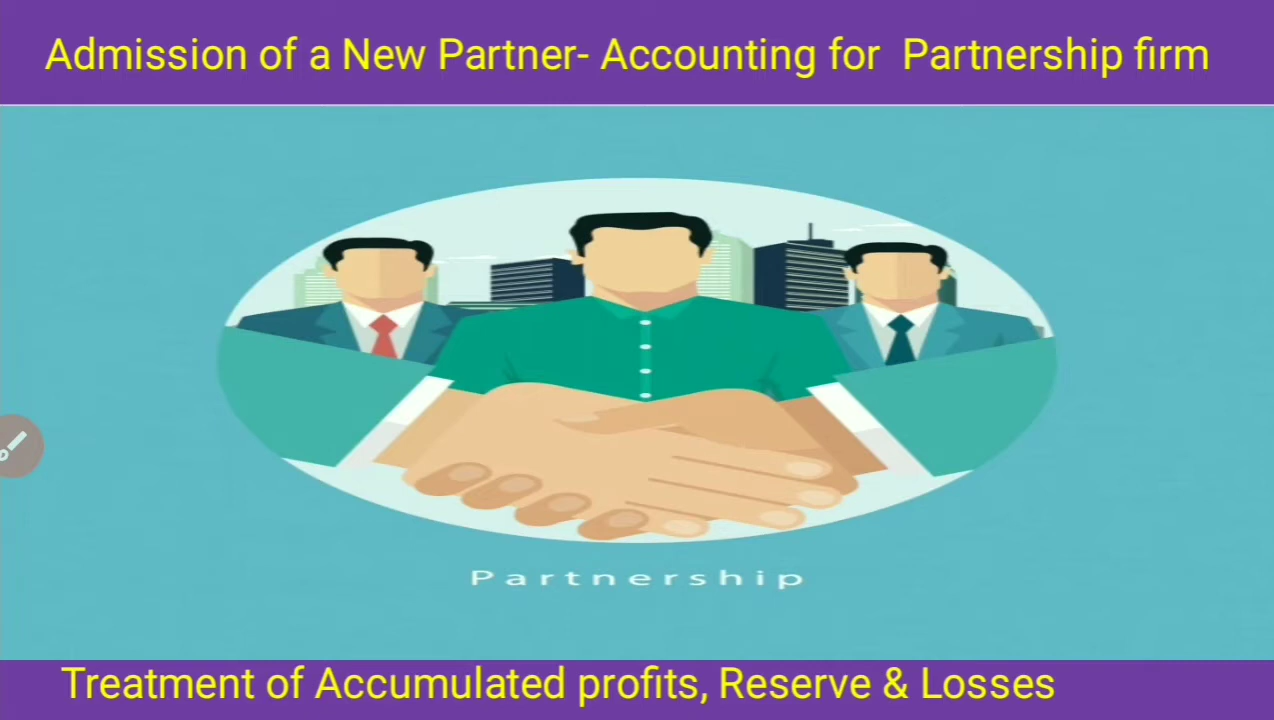 Admission of a New Partner- Accounting for Partnership firm
Partnership
Treatment of Accumulated profits, Reserve & Losses